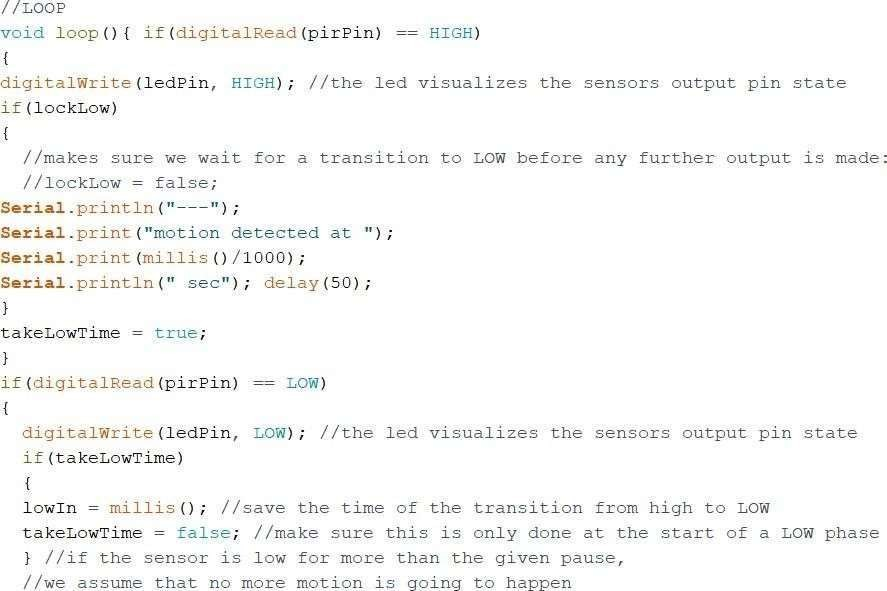 //LOOP
void loop(){ if(digitalRead(pirPin) == HIGH)
{
digitalWrite(ledPin, HIGH); //the led visualizes the sensors output pin state
if(lockLow)
{
//makes sure we wait for a transition to LOW before any further output is made:
//lockLow = false;
Serial.println("---");
Serial.print("motion detected at ");
Serial.print(millis()/1000);
Serial.println(" sec"); delay(50);
}
takeLowTime = true;
}
if(digitalRead(pirPin) == LOW)
{
digitalWrite(ledPin, LOW); //the led visualizes the sensors output pin state
if(takeLowTime)
{
lowIn = millis(); //save the time of the transition from high to LOW
takeLowTime = false; //make sure this is only done at the start of a LOW phase
} //if the sensor is low for more than the given pause,
//we assume that no more motion is going to happen